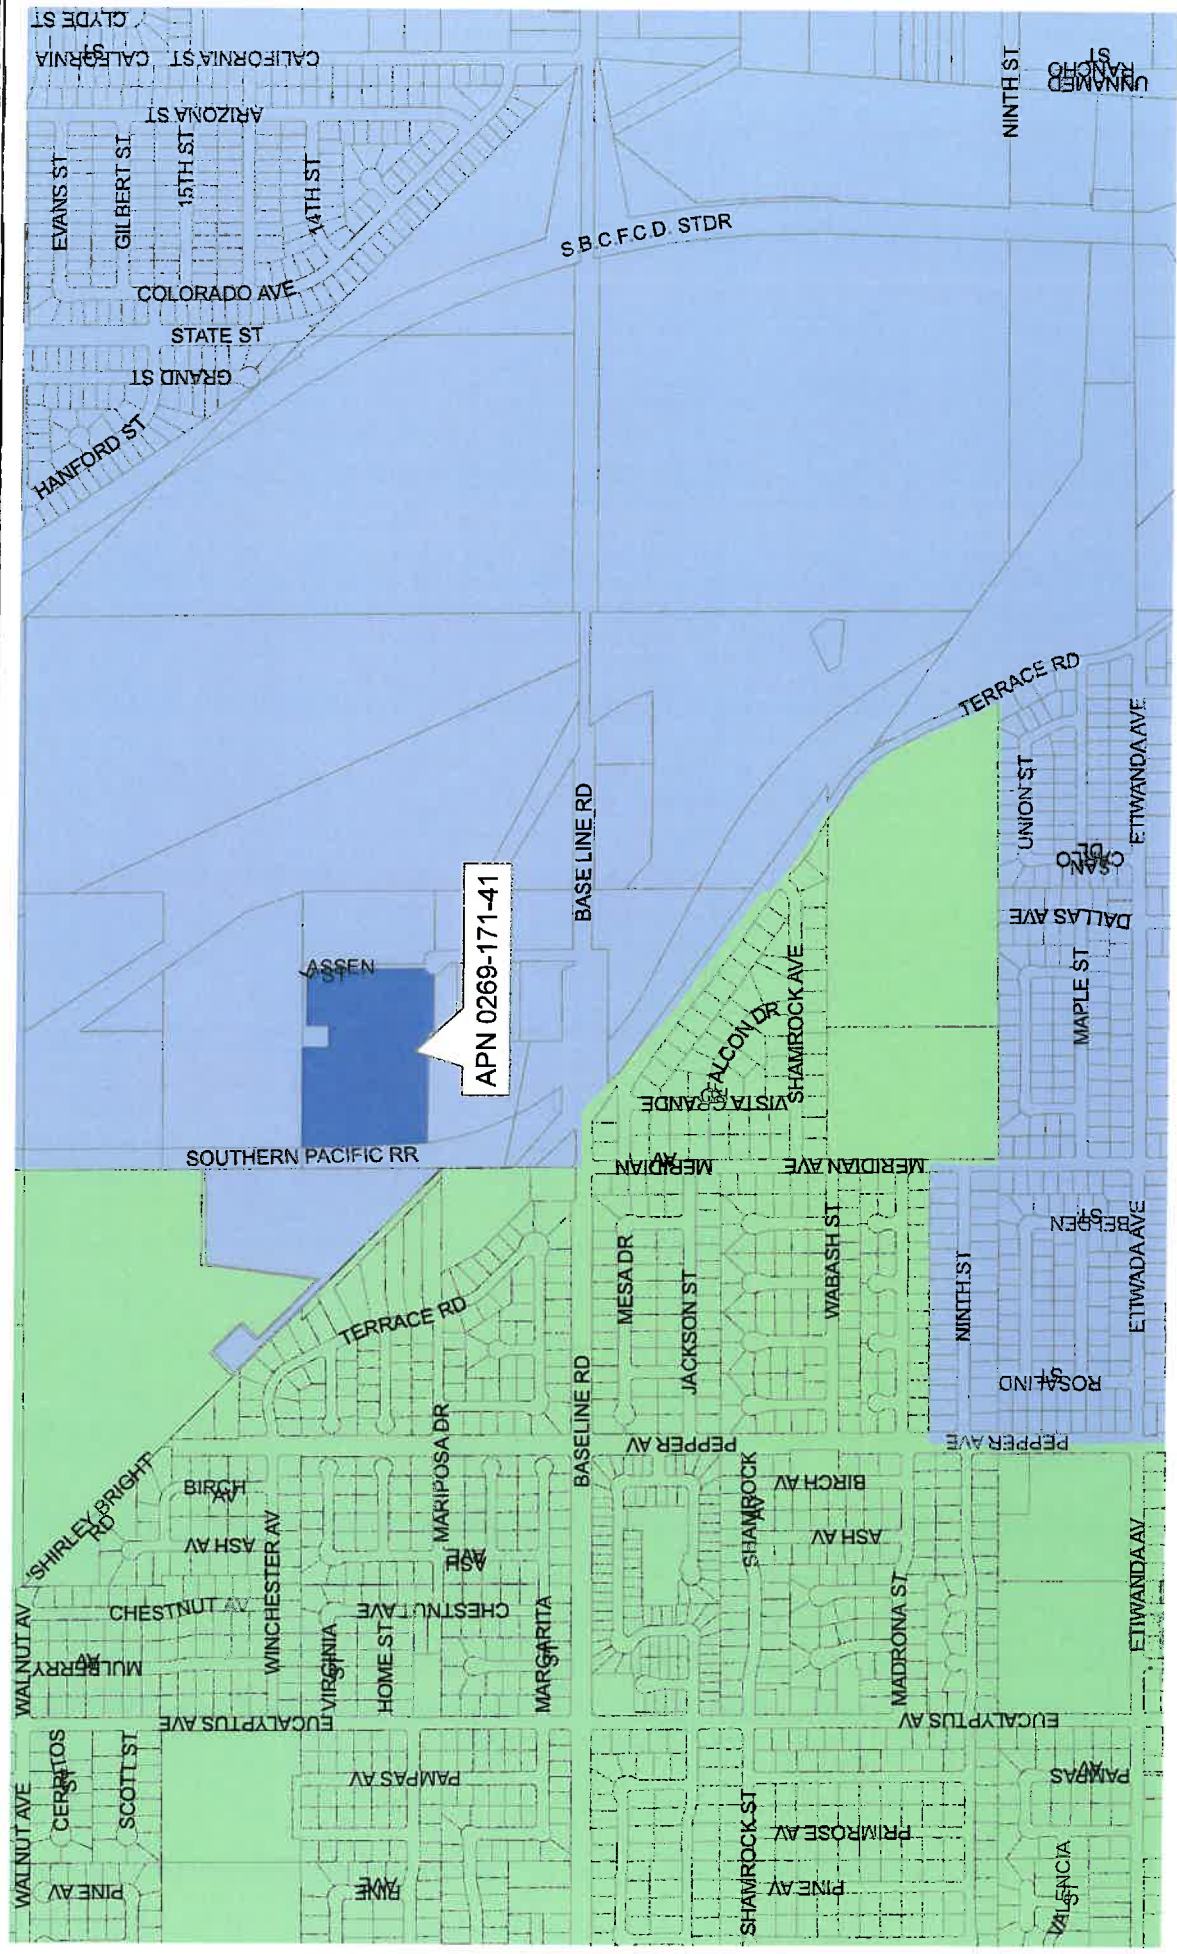 CLYDE ST
CALIFORNIA ST
CALIFORNIA
ST
ARIZONA ST
EVANS ST
GILBERT ST
15TH ST
14TH ST
NINTH ST
UNNAMED
RANCHO
ST
S.B.C.F.C.D. STDR
COLORADO AVE
STATE ST
GRAND ST
HANFORD ST
TERRACE RD
UNION ST
ETIWANDA AVE
BASE LINE RD
SAN
CARLO
DL
DALLAS AVE
MAPLE ST
ASSEN
ST
APN 0269-171-41
SHAMROCK AVE
FALCON DR
VISTA GRANDE
SOUTHERN PACIFIC RR
MERIDIAN
AV
MERIDIAN AVE
BELDEN
ST
ETIWADA AVE
MESA DR
WABASH ST
NINTH ST
JACKSON ST
TERRACE RD
ROSALIND
ST
BASELINE RD
MARIPOSA DR
PEPPER AV
PEPPER AVE
SHIRLEY BRIGHT
RD
BIRCH
AV
SHAMROCK
AV
BIRCH AV
ASH AV
WINCHESTER AV
ASH
AVE
ASH AV
WALNUT AV
CHESTNUT AV
CHESTNUT AVE
ETIWANDA AV
MULBERRY
AV
VIRGINIA
ST
HOME ST
MARGARITA
ST
MADRONA ST
EUCALYPTUS AVE
EUCALYPTUS AV
WALNUT AVE
CERRITOS
ST
SCOTT ST
PAMPAS AV
PAMPAS
AV
SHAMROCK ST
PRIMROSE AV
PINE AV
PINE
AVE
PINE AV
VALENCIA
ST